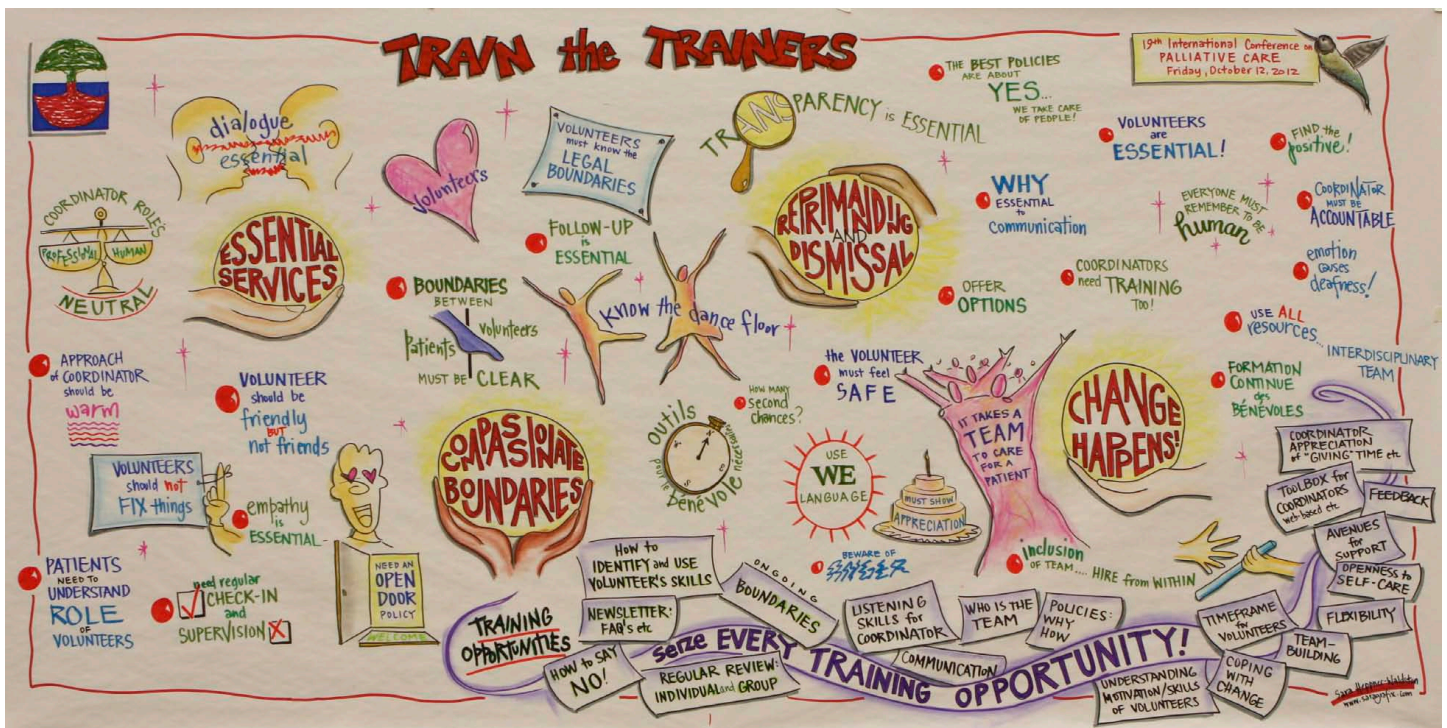 TRAIN the TRAINERS
19th International Conference on
PALLIATIVE CARE
Friday, October 12, 2012
dialogue
essential
COORDINATOR ROLES
PROFESSIONAL
HUMAN
NEUTRAL
ESSENTIAL
SERVICES
Volunteers
VOLUNTEERS
must know the
LEGAL
BOUNDARIES
FOLLOW-UP
is
ESSENTIAL
TRANSPARENCY is ESSENTIAL
THE BEST POLICIES
ARE ABOUT
YES...
WE TAKE CARE
OF PEOPLE!
REPRIMANDING
AND
DISMISSAL
VOLUNTEERS
are
ESSENTIAL!
FIND the
positive!
WHY
ESSENTIAL
to
Communication
EVERYONE MUST
REMEMBER TO BE
human
COORDINATOR
MUST BE
ACCOUNTABLE
emotion
causes
deafness!
OFFER
OPTIONS
COORDINATORS
need TRAINING
TOO!
USE ALL
resources...
INTERDISCIPLINARY
TEAM
FORMATION
CONTINUE
des
BÉNÉVOLES
BOUNDARIES
BETWEEN
Patients
volunteers
MUST BE CLEAR
KNOW the dance floor
APPROACH
of COORDINATOR
should be
warm
VOLUNTEER
should be
friendly
BUT
not friends
VOLUNTEERS
should not
FIX things
empathy
is
ESSENTIAL
PATIENTS
NEED TO
UNDERSTAND
ROLE
OF
VOLUNTEERS
need regular
CHECK-IN
and
SUPERVISION
NEED AN
OPEN
DOOR
POLICY
WELCOME
COMPASSIONATE
BOUNDARIES
OUTILS
nécessaire
pour le
bénévole
HOW MANY
second
chances?
the VOLUNTEER
must feel
SAFE
USE
WE
LANGUAGE
MUST SHOW
APPRECIATION
BEWARE OF
IT TAKES A
TEAM
TO CARE
FOR A
PATIENT
CHANGE
HAPPENS!
inclusion
OF TEAM.... HIRE from WITHIN
TRAINING
OPPORTUNITIES
HOW to
IDENTIFY and USE
VOLUNTEER'S SKILLS
NEWSLETTER:
FAQ's etc
HOW to SAY
NO!
REGULAR REVIEW:
INDIVIDUAL and GROUP
ONGOING
BOUNDARIES
LISTENING
SKILLS for
COORDINATOR
WHO IS THE
TEAM
POLICIES:
WHY
HOW
COMMUNICATION
seize EVERY TRAINING OPPORTUNITY!
UNDERSTANDING
MOTIVATION/SKILLS
OF VOLUNTEERS
COPING
WITH
CHANGE
TIMEFRAME
for
VOLUNTEERS
TEAM-
BUILDING
FLEXIBILITY
OPENNESS to
SELF-CARE
AVENUES
for
SUPPORT
FEEDBACK
TOOLBOX for
COORDINATORS
web-based etc
COORDINATOR
APPRECIATION
of "GIVING" TIME etc
www.saragrafix.com